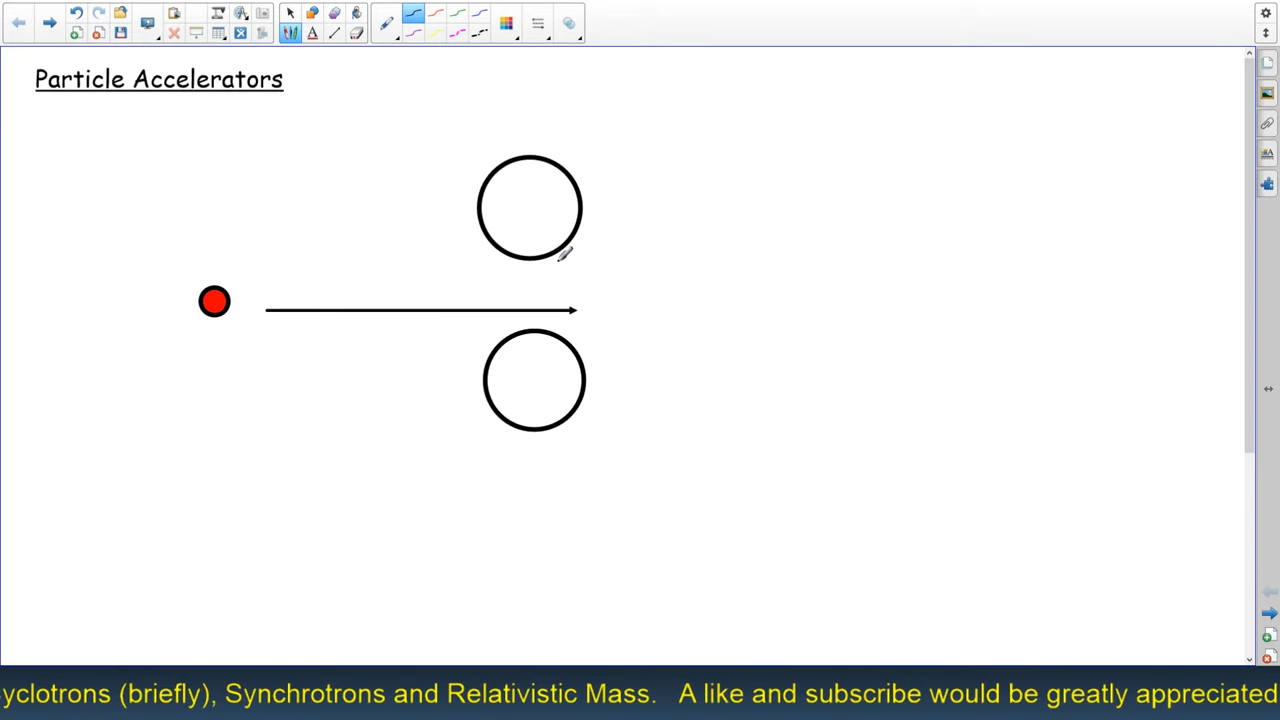 Particle Accelerators
yclotrons (briefly), Synchrotrons and Relativistic Mass. A like and subscribe would be greatly appreciated